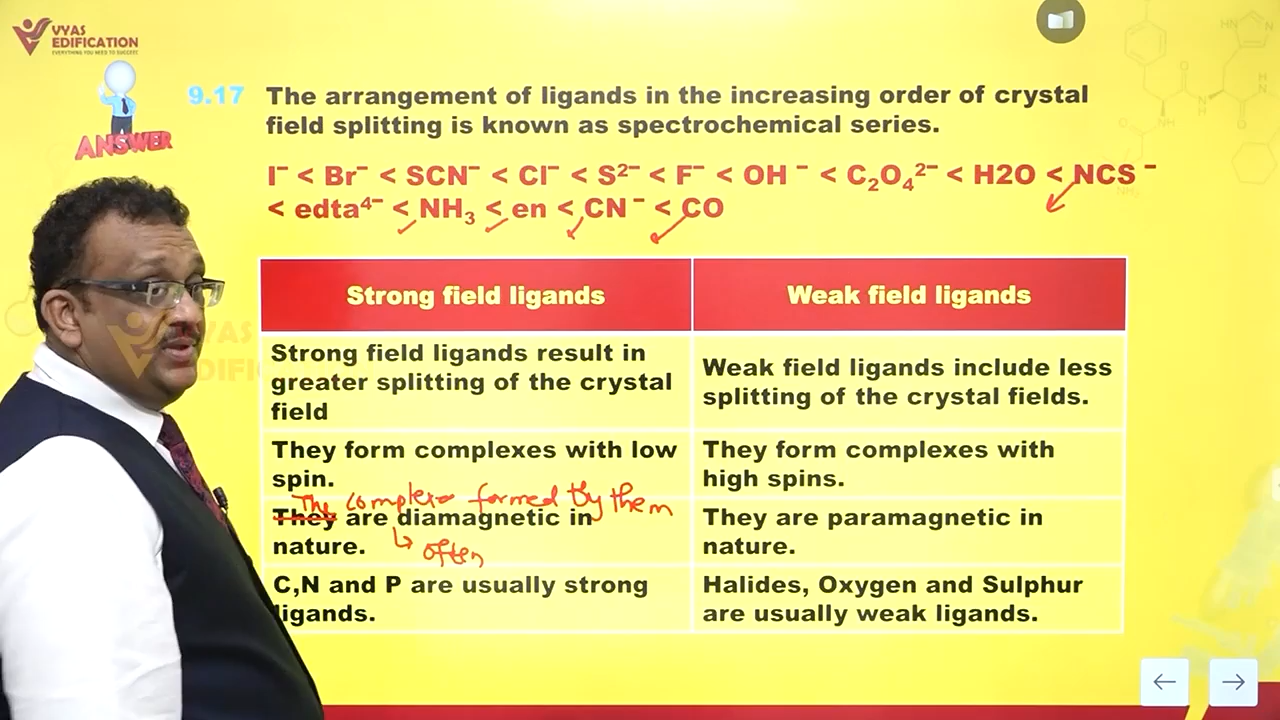 VYAS
EDIFICATION
EVERYTHING YOU NEED TO SUCCEED
ANSWER
9.17 The arrangement of ligands in the increasing order of crystal
field splitting is known as spectrochemical series.
I⁻ < Br⁻ < SCN⁻ < Cl⁻ < S²⁻ < F⁻ < OH ⁻ < C₂O₄²⁻ < H2O < NCS ⁻
< edta⁴⁻ < NH₃ < en < CN ⁻ < CO
Strong field ligands
Weak field ligands
Strong field ligands result in
greater splitting of the crystal
field
Weak field ligands include less
splitting of the crystal fields.
They form complexes with low
spin.
They form complexes with
high spins.
The complexe formed by them
They are diamagnetic in
nature.
often
They are paramagnetic in
nature.
C,N and P are usually strong
ligands.
Halides, Oxygen and Sulphur
are usually weak ligands.
VYAS
EDIFI